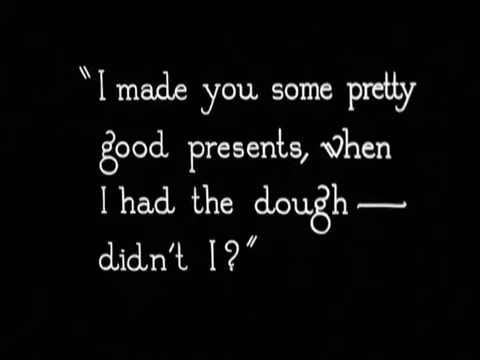 "I made you some pretty
good presents, when
I had the dough—
didn't I?"